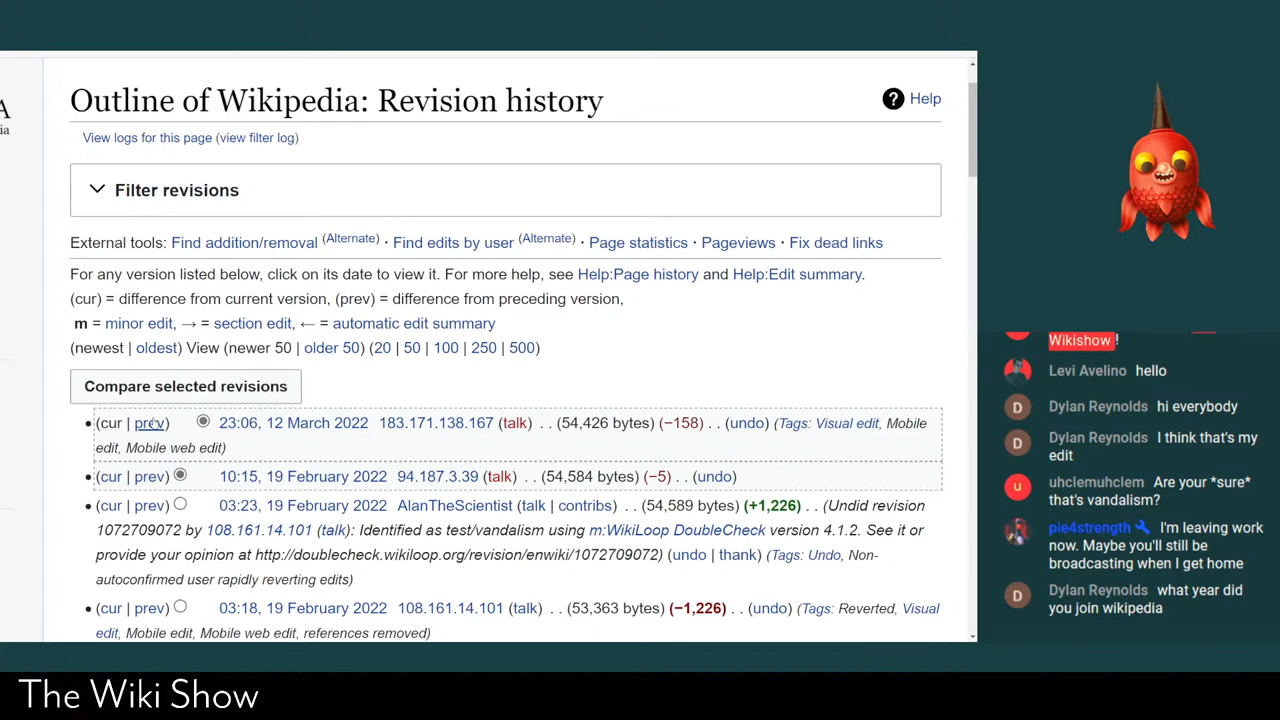 A
ia
Outline of Wikipedia: Revision history
? Help
View logs for this page (view filter log)
Filter revisions
External tools: Find addition/removal (Alternate) · Find edits by user (Alternate) · Page statistics · Pageviews · Fix dead links
For any version listed below, click on its date to view it. For more help, see Help:Page history and Help:Edit summary.
(cur) = difference from current version, (prev) = difference from preceding version,
m = minor edit, → = section edit, ← = automatic edit summary
(newest | oldest) View (newer 50 | older 50) (20 | 50 | 100 | 250 | 500)
Compare selected revisions
(cur | prev) 23:06, 12 March 2022 183.171.138.167 (talk) . . (54,426 bytes) (−158) . . (undo) (Tags: Visual edit, Mobile
edit, Mobile web edit)
(cur | prev) 10:15, 19 February 2022 94.187.3.39 (talk) . . (54,584 bytes) (−5) . . (undo)
(cur | prev) 03:23, 19 February 2022 AlanTheScientist (talk | contribs) . . (54,589 bytes) (+1,226) . . (Undid revision
1072709072 by 108.161.14.101 (talk): Identified as test/vandalism using m:WikiLoop DoubleCheck version 4.1.2. See it or
provide your opinion at http://doublecheck.wikiloop.org/revision/enwiki/1072709072) (undo | thank) (Tags: Undo, Non-
autoconfirmed user rapidly reverting edits)
(cur | prev) 03:18, 19 February 2022 108.161.14.101 (talk) . . (53,363 bytes) (−1,226) . . (undo) (Tags: Reverted, Visual
edit, Mobile edit, Mobile web edit, references removed)
Wikishow !
Levi Avelino hello
D Dylan Reynolds hi everybody
D Dylan Reynolds I think that's my
edit
u uhclemuhclem Are your *sure*
that's vandalism?
pie4strength I'm leaving work
now. Maybe you'll still be
broadcasting when I get home
D Dylan Reynolds what year did
you join wikipedia
The Wiki Show